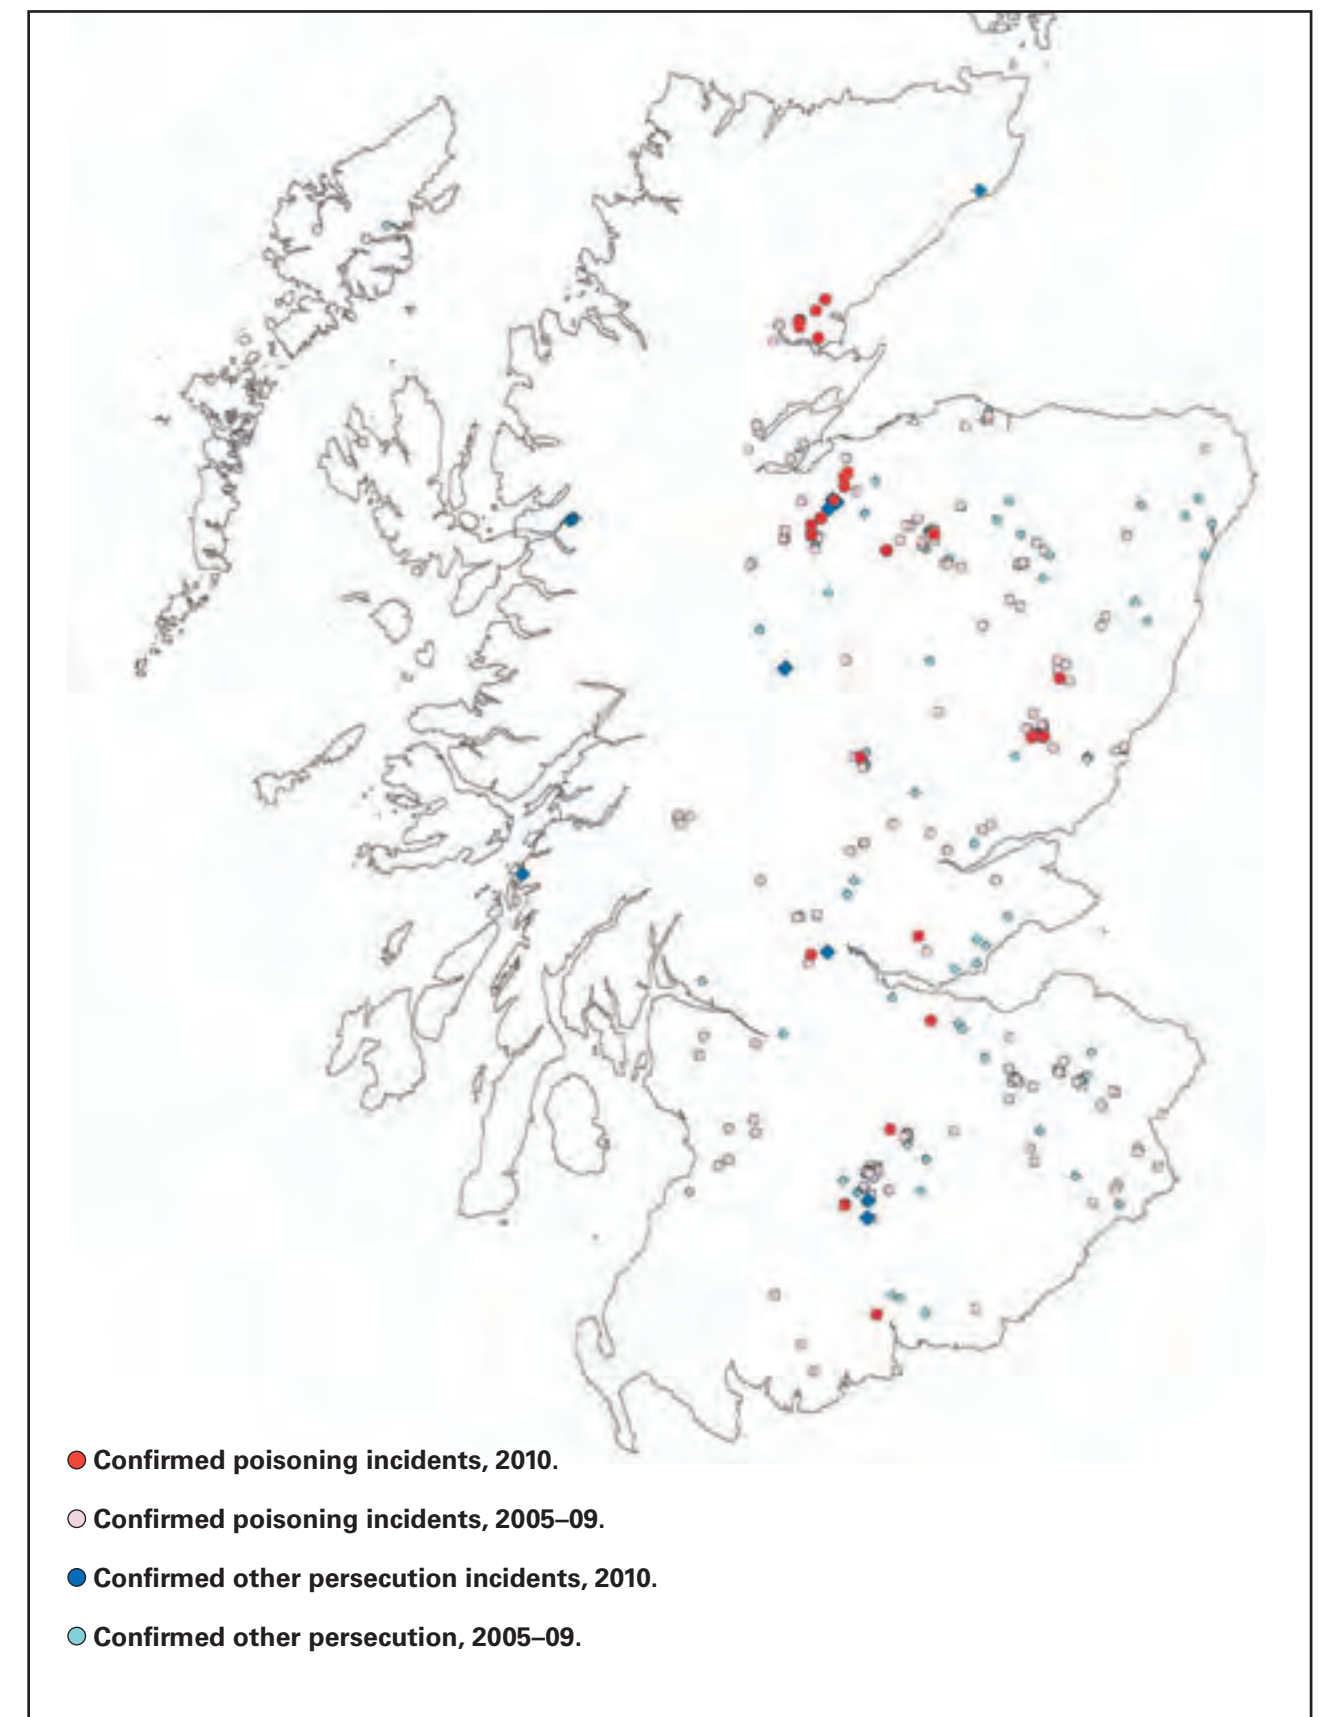 Confirmed poisoning incidents, 2010.
Confirmed poisoning incidents, 2005–09.
Confirmed other persecution incidents, 2010.
Confirmed other persecution, 2005–09.